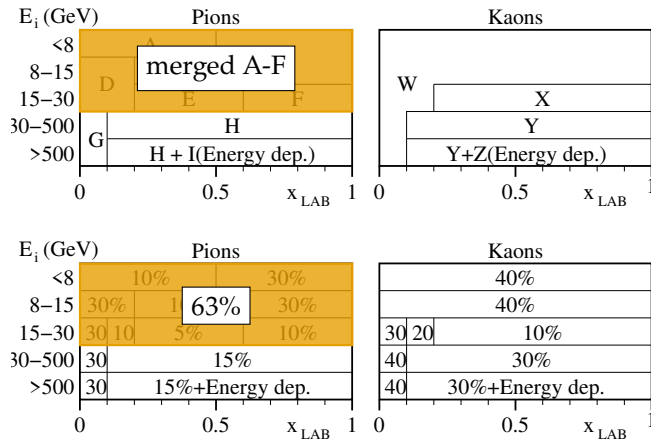 E_i (GeV) Pions Kaons
<8 A
merged A-F
8−15 D W
15−30 E F X
30−500 G H Y
>500 H + I(Energy dep.) Y+Z(Energy dep.)
0 0.5 1 0 0.5 1
x_LAB x_LAB
E_i (GeV) Pions Kaons
<8 10% 30% 40%
8−15 30% 10 30% 40%
63%
15−30 30 10 5% 10% 30 20 10%
30−500 30 15% 40 30%
>500 30 15%+Energy dep. 40 30%+Energy dep.
0 0.5 1 0 0.5 1
x_LAB x_LAB